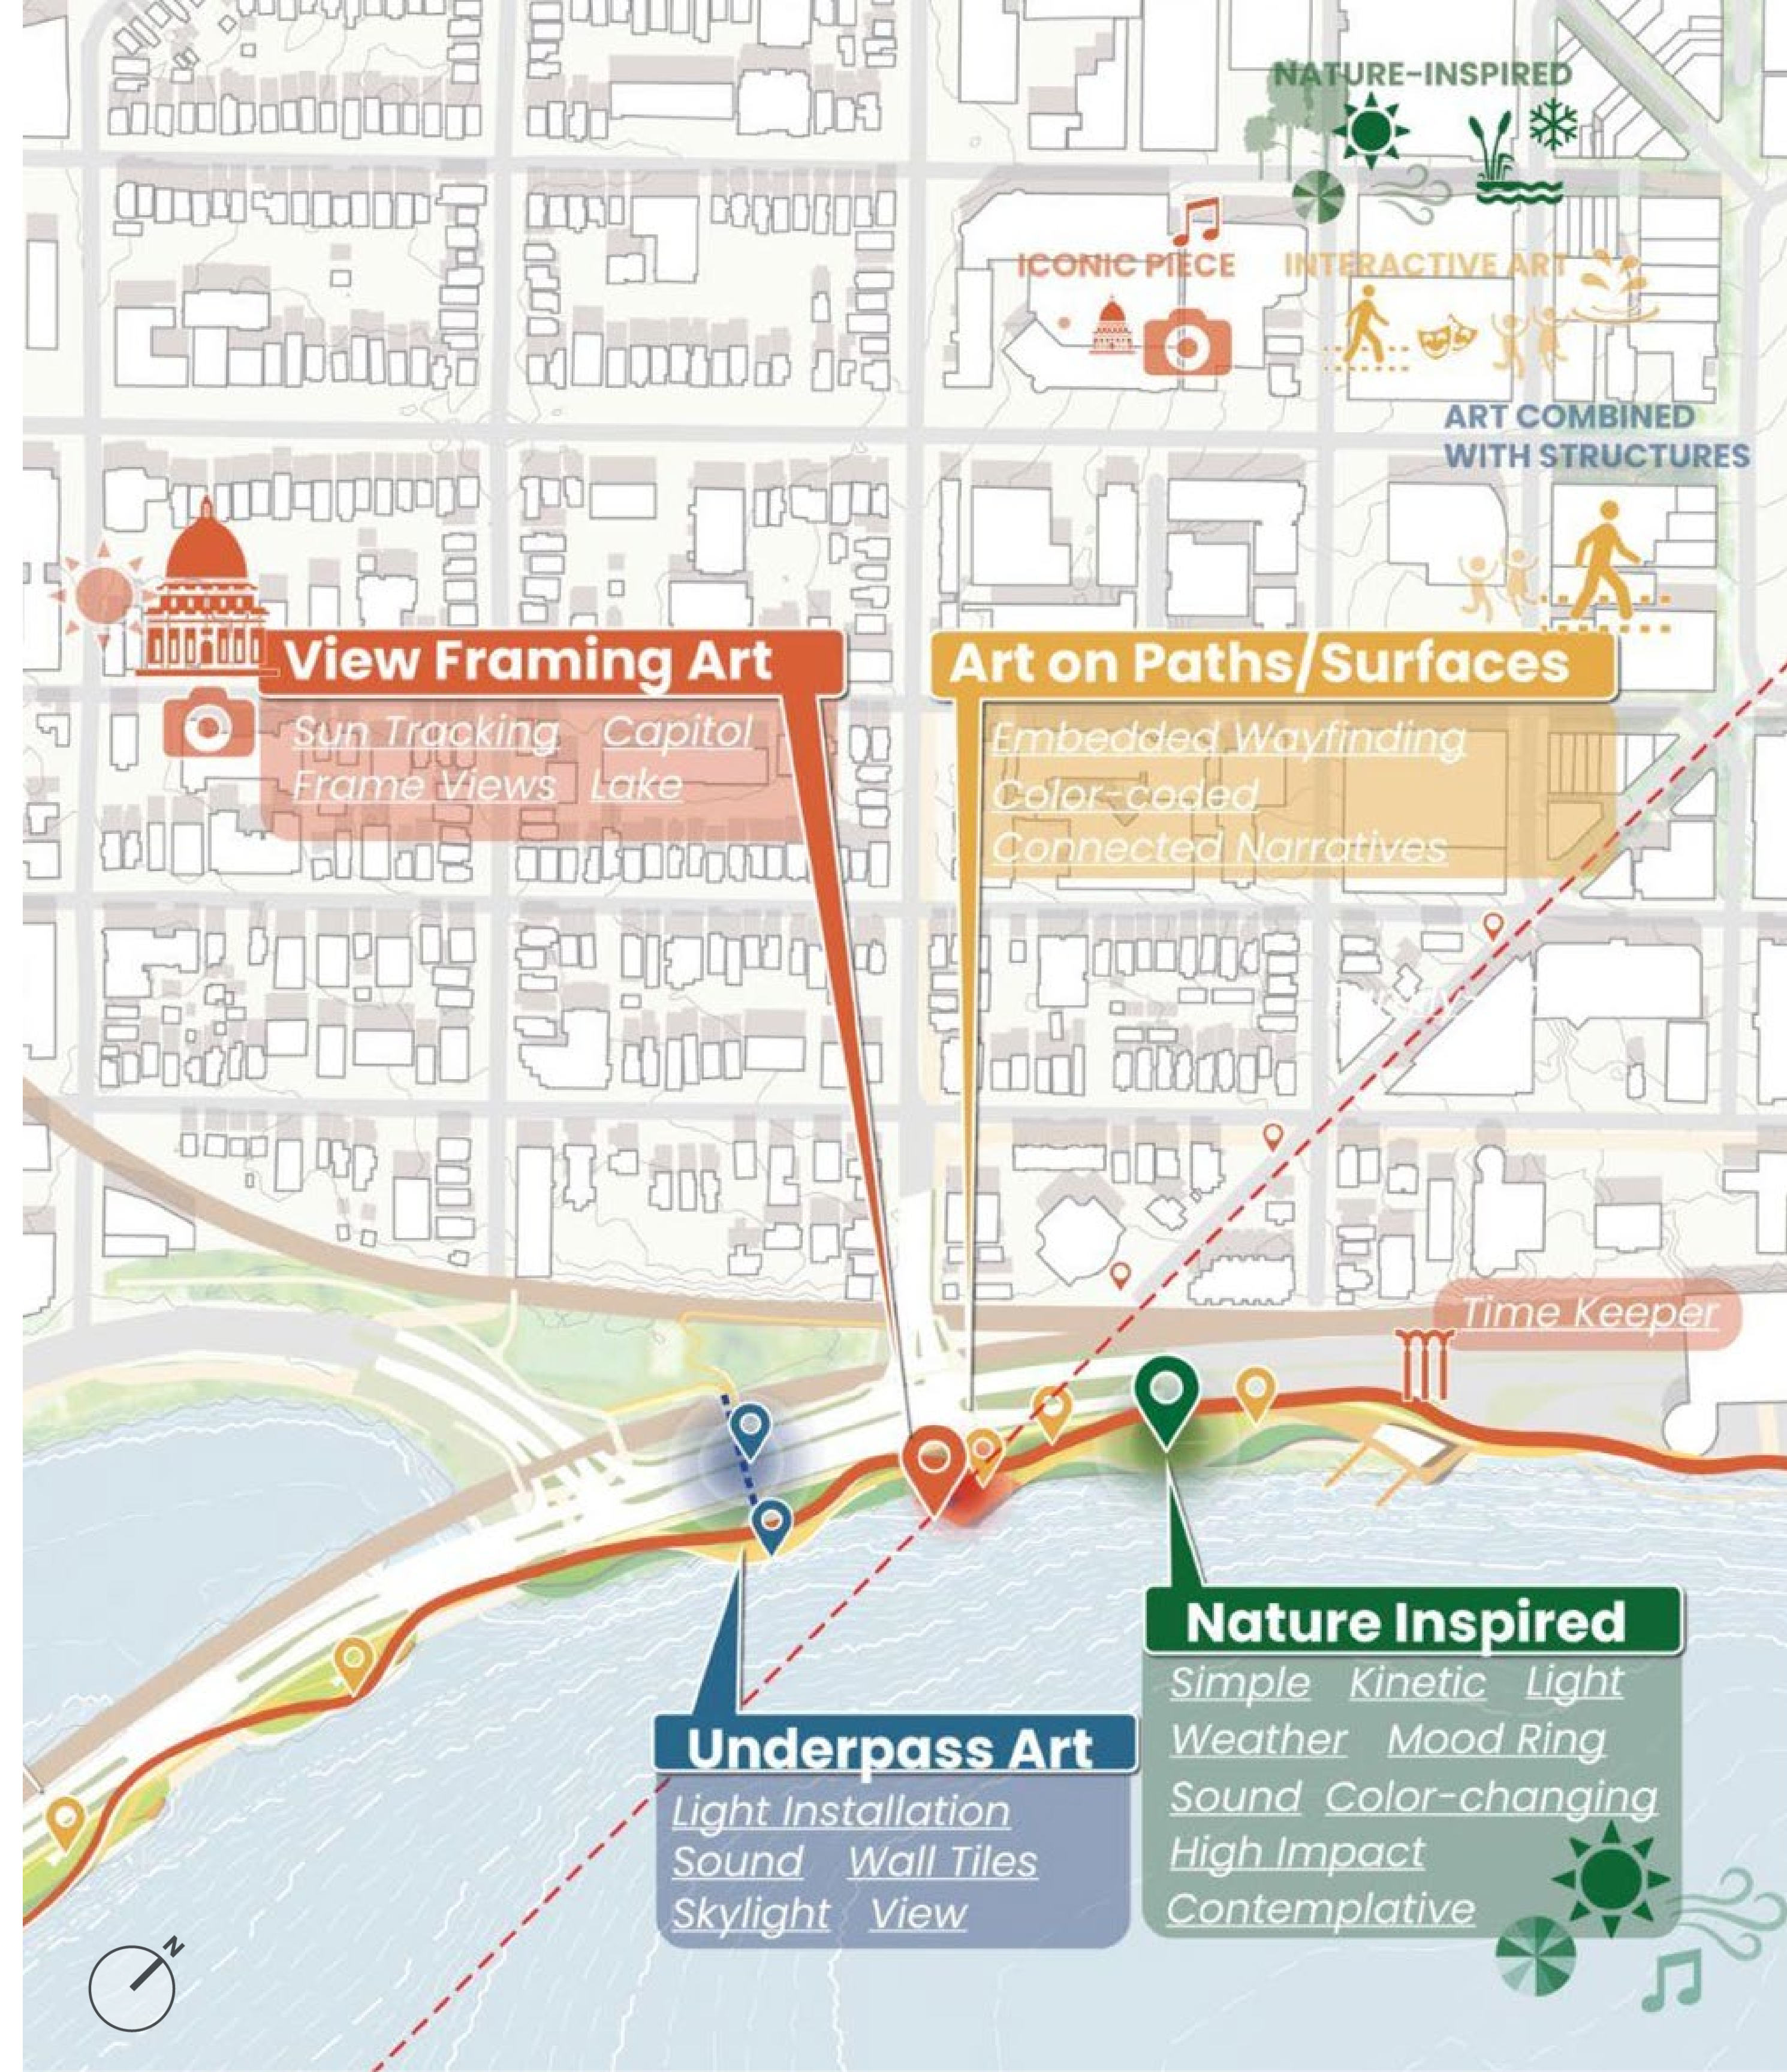 NATURE-INSPIRED
ICONIC PIECE
INTERACTIVE ART
ART COMBINED
WITH STRUCTURES
View Framing Art
Sun Tracking Capitol
Frame Views Lake
Art on Paths/Surfaces
Embedded Wayfinding
Color-coded
Connected Narratives
Time Keeper
Nature Inspired
Simple Kinetic Light
Weather Mood Ring
Sound Color-changing
High Impact
Contemplative
Underpass Art
Light Installation
Sound Wall Tiles
Skylight View
N